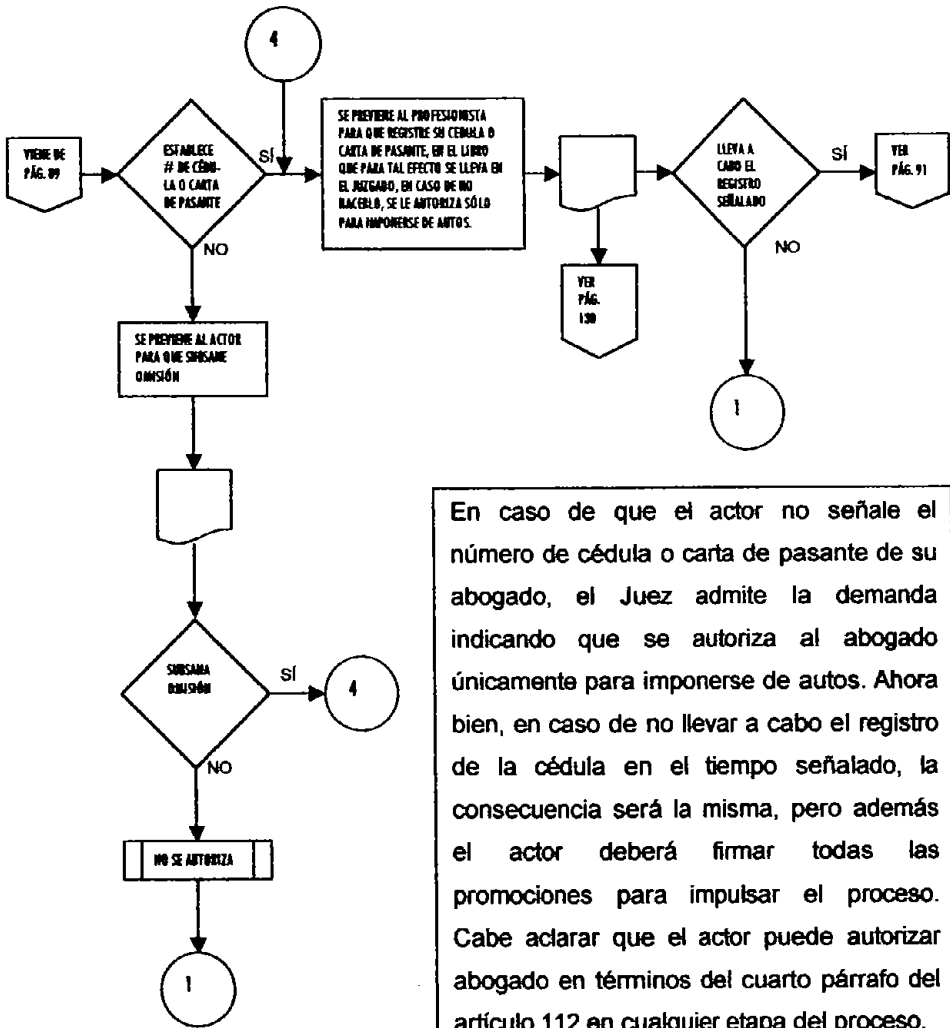 4
VIENE DE
PÁG. 89
ESTABLECE
# DE CÉDU-
LA O CARTA
DE PASANTE
SÍ
NO
SE PREVIENE AL PROFESIONISTA
PARA QUE REGISTRE SU CEDULA O
CARTA DE PASANTE, EN EL LIBRO
QUE PARA TAL EFECTO SE LLEVA EN
EL JUZGADO, EN CASO DE NO
HACERLO, SE LE AUTORIZA SÓLO
PARA IMPONERSE DE AUTOS.
VER
PÁG.
130
LLEVA A
CABO EL
REGISTRO
SEÑALADO
SÍ
NO
VER
PÁG. 91
1
SE PREVIENE AL ACTOR
PARA QUE SUBSANE
OMISIÓN
SUBSANA
OMISIÓN
SÍ
4
NO
NO SE AUTORIZA
1
En caso de que el actor no señale el
número de cédula o carta de pasante de su
abogado, el Juez admite la demanda
indicando que se autoriza al abogado
únicamente para imponerse de autos. Ahora
bien, en caso de no llevar a cabo el registro
de la cédula en el tiempo señalado, la
consecuencia será la misma, pero además
el actor deberá firmar todas las
promociones para impulsar el proceso.
Cabe aclarar que el actor puede autorizar
abogado en términos del cuarto párrafo del
artículo 112 en cualquier etapa del proceso.